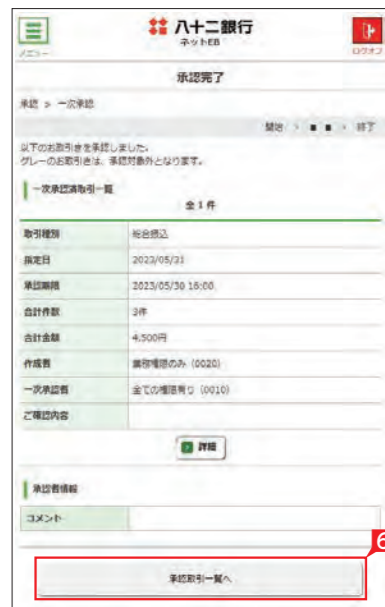 八十二銀行
ネットEB
メニュー
ログオフ
承認完了
承認 > 一次承認
開始 > ■ ■ > 終了
以下のお取引きを承認しました。
グレーのお取引きは、承認対象外となります。
一次承認済取引一覧
全1件
取引種別 総合振込
指定日 2023/05/31
承認期限 2023/05/30 16:00
合計件数 3件
合計金額 4,500円
作成者 業務権限のみ (0020)
一次承認者 全ての権限有り (0010)
ご確認内容
詳細
承認者情報
コメント
6
承認取引一覧へ